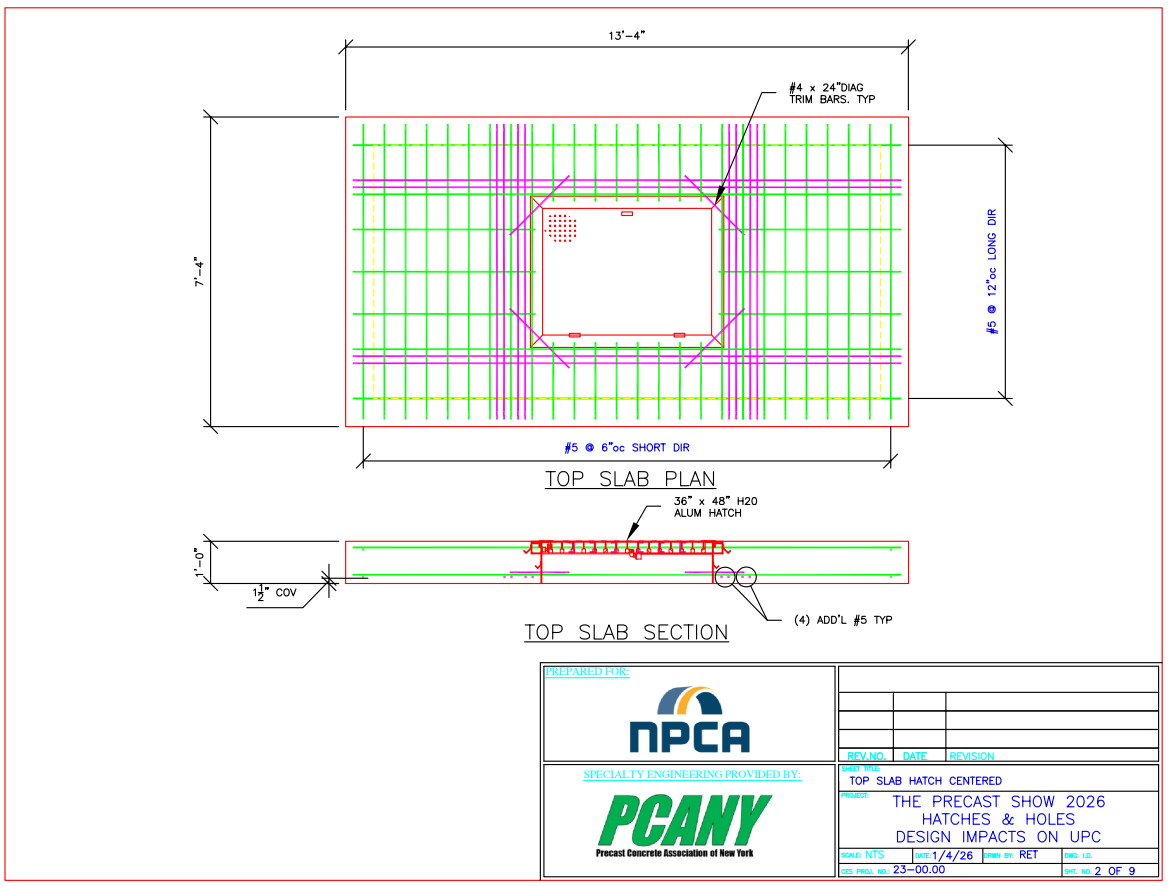 13'-4"
#4 x 24"DIAG
TRIM BARS. TYP
7'-4"
#5 @ 12"oc LONG DIR
#5 @ 6"oc SHORT DIR
TOP SLAB PLAN
36" x 48" H20
ALUM HATCH
1'-0"
1½" COV
(4) ADD'L #5 TYP
TOP SLAB SECTION
PREPARED FOR:
NPCA
REV.NO. DATE REVISION
SPECIALTY ENGINEERING PROVIDED BY:
PCANY
Precast Concrete Association of New York
SHEET TITLE:
TOP SLAB HATCH CENTERED
PROJECT:
THE PRECAST SHOW 2026
HATCHES & HOLES
DESIGN IMPACTS ON UPC
SCALE: NTS DATE: 1/4/26 DRWN BY: RET DWG. I.D.
GES PROJ. NO.: 23-00.00 SHT. NO. 2 OF 9